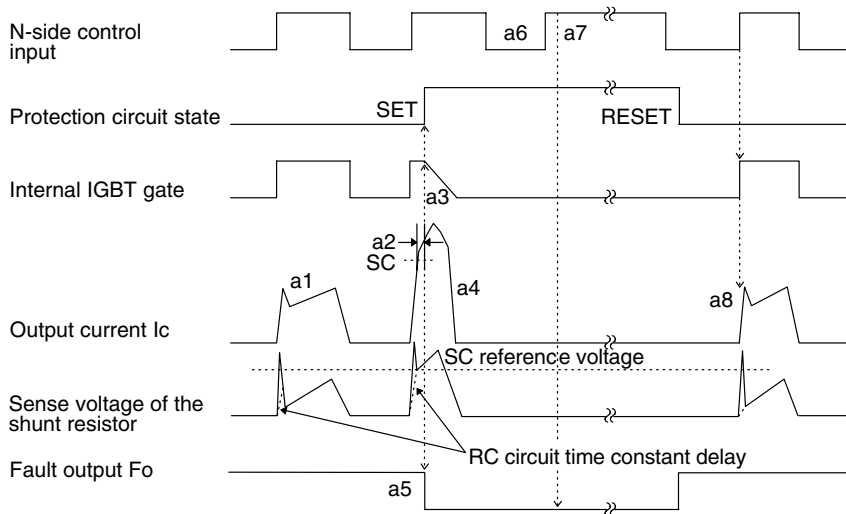 N-side control
input
a6
a7
Protection circuit state
SET
RESET
Internal IGBT gate
a3
a2
SC
a1
a4
a8
Output current Ic
SC reference voltage
Sense voltage of the
shunt resistor
RC circuit time constant delay
Fault output Fo
a5